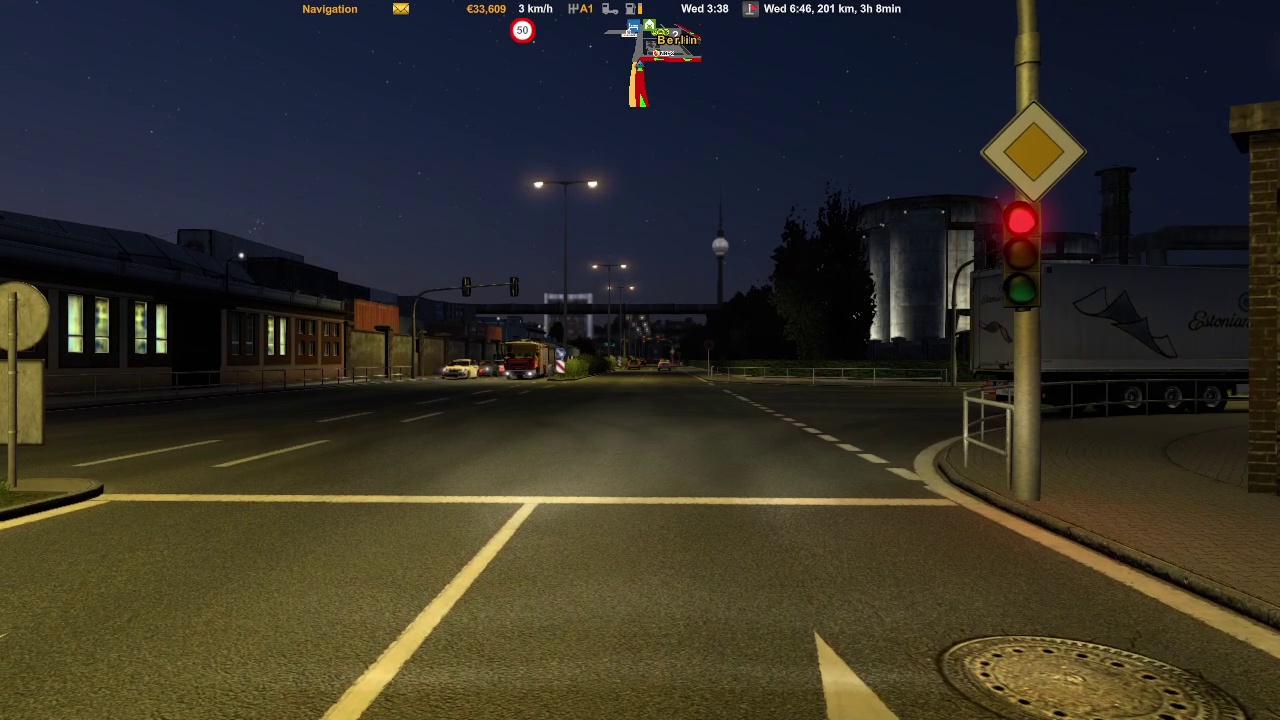 Navigation €33,609 3 km/h A1 Wed 3:38 Wed 6:46, 201 km, 3h 8min
50
Berlin
Estonian